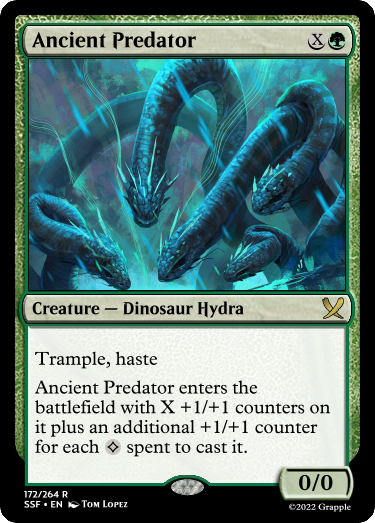 Ancient Predator X
Creature — Dinosaur Hydra
Trample, haste
Ancient Predator enters the
battlefield with X +1/+1 counters on
it plus an additional +1/+1 counter
for each spent to cast it.
0/0
172/264 R
SSF • EN Tom Lopez
©2022 Grapple